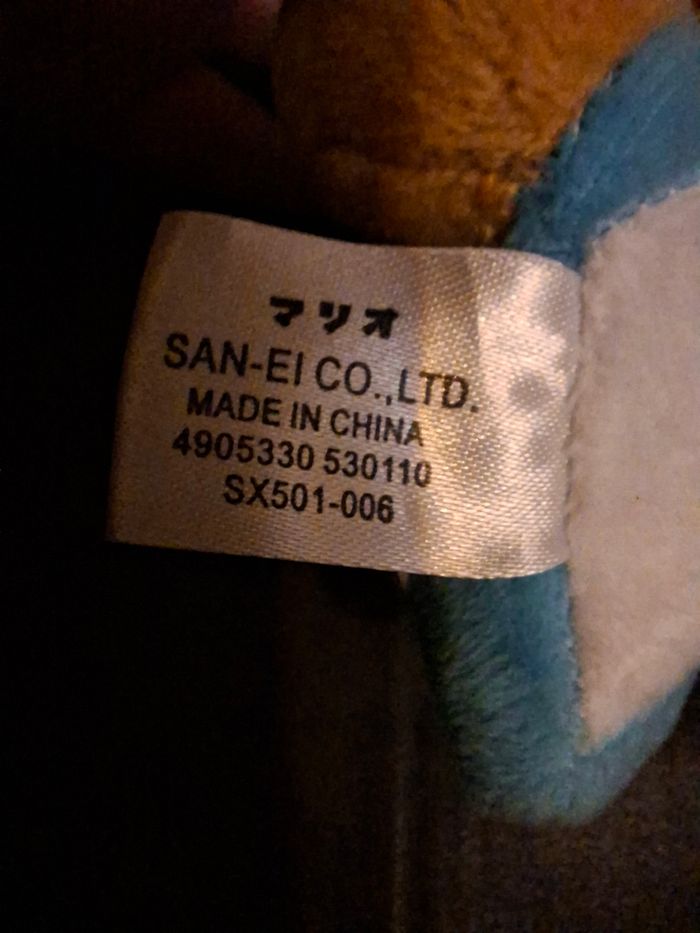 マリオ
SAN-EI CO.,LTD.
MADE IN CHINA
4905330 530110
SX501-006